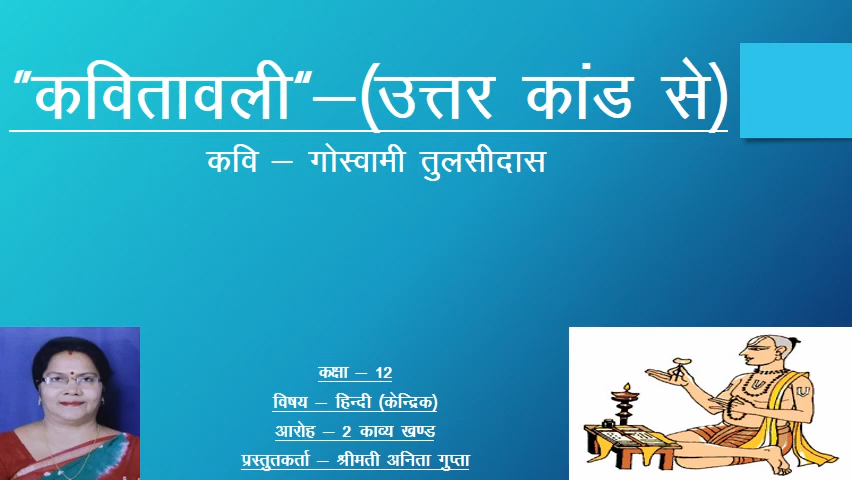 "कवितावली"–(उत्तर कांड से)
कवि – गोस्वामी तुलसीदास
कक्षा – 12
विषय – हिन्दी (केन्द्रिक)
आरोह – 2 काव्य खण्ड
प्रस्तुतकर्ता – श्रीमती अनिता गुप्ता